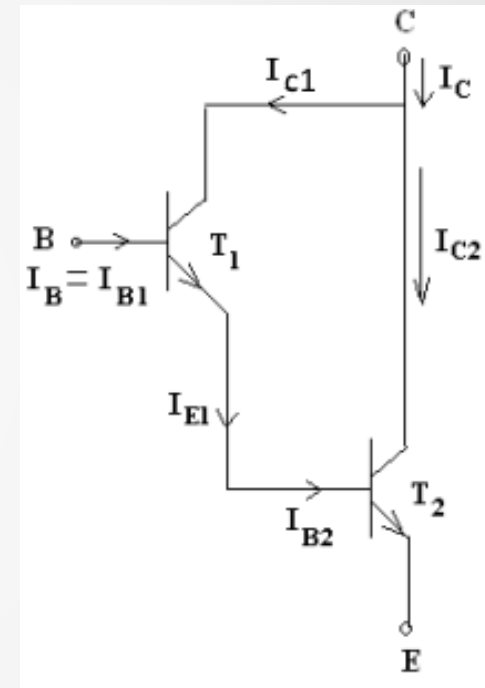 C
I_c1
I_C
B
T_1
I_C2
I_B = I_B1
I_E1
T_2
I_B2
E